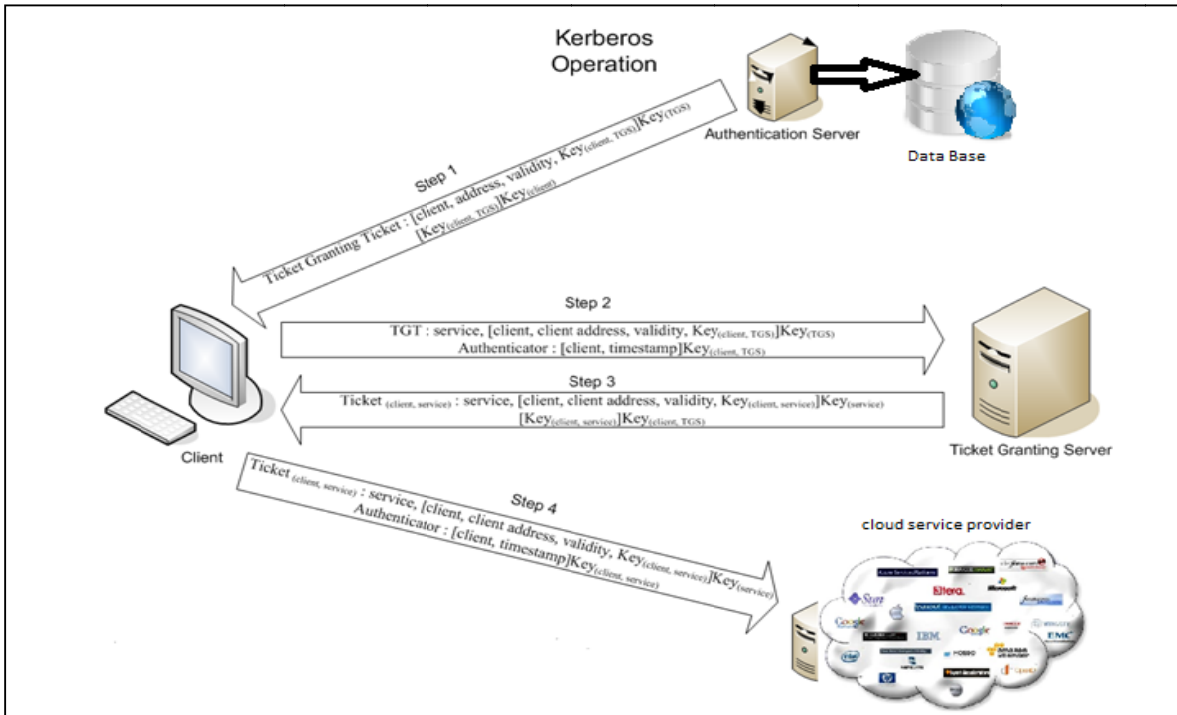 Kerberos
Operation
Authentication Server
Data Base
Step 1
Ticket Granting Ticket : [client, address, validity, Key(client, TGS)]Key(TGS)
[Key(client, TGS)]Key(client)
Step 2
TGT : service, [client, client address, validity, Key(client, TGS)]Key(TGS)
Authenticator : [client, timestamp]Key(client, TGS)
Step 3
Ticket (client, service) : service, [client, client address, validity, Key(client, service)]Key(service)
[Key(client, service)]Key(client, TGS)
Client
Ticket Granting Server
Step 4
Ticket (client, service) : service, [client, client address, validity, Key(client, service)]Key(service)
Authenticator : [client, timestamp]Key(client, service)
cloud service provider
Sun
Microsoft
Google
IBM
Google
EMC
intel
hp